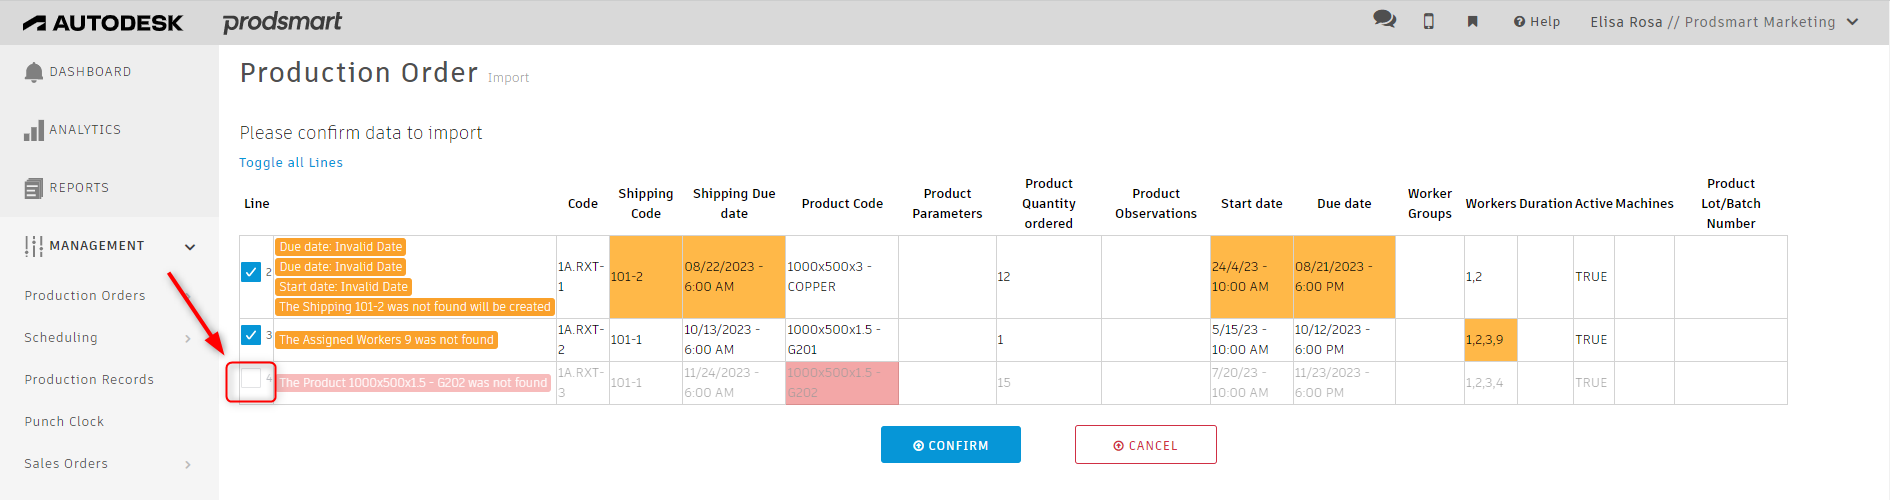 AUTODESK prodsmart Help Elisa Rosa // Prodsmart Marketing
DASHBOARD
ANALYTICS
REPORTS
MANAGEMENT
Production Orders
Scheduling
Production Records
Punch Clock
Sales Orders
Production Order Import
Please confirm data to import
Toggle all Lines
Line
Code
Shipping
Code
Shipping Due
date
Product Code
Product
Parameters
Product
Quantity
ordered
Product
Observations
Start date
Due date
Worker
Groups
Workers
Duration
Active
Machines
Product
Lot/Batch
Number
2
Due date: Invalid Date
Due date: Invalid Date
Start date: Invalid Date
The Shipping 101-2 was not found will be created
1A.RXT-
1
101-2
08/22/2023 -
6:00 AM
1000x500x3 -
COPPER
12
24/4/23 -
10:00 AM
08/21/2023 -
6:00 PM
1,2
TRUE
3
The Assigned Workers 9 was not found
1A.RXT-
2
101-1
10/13/2023 -
6:00 AM
1000x500x1.5 -
G201
1
5/15/23 -
10:00 AM
10/12/2023 -
6:00 PM
1,2,3,9
TRUE
4
The Product 1000x500x1.5 - G202 was not found
1A.RXT-
3
101-1
11/24/2023 -
6:00 AM
1000x500x1.5 -
G202
15
7/20/23 -
10:00 AM
11/23/2023 -
6:00 PM
1,2,3,4
TRUE
CONFIRM
CANCEL